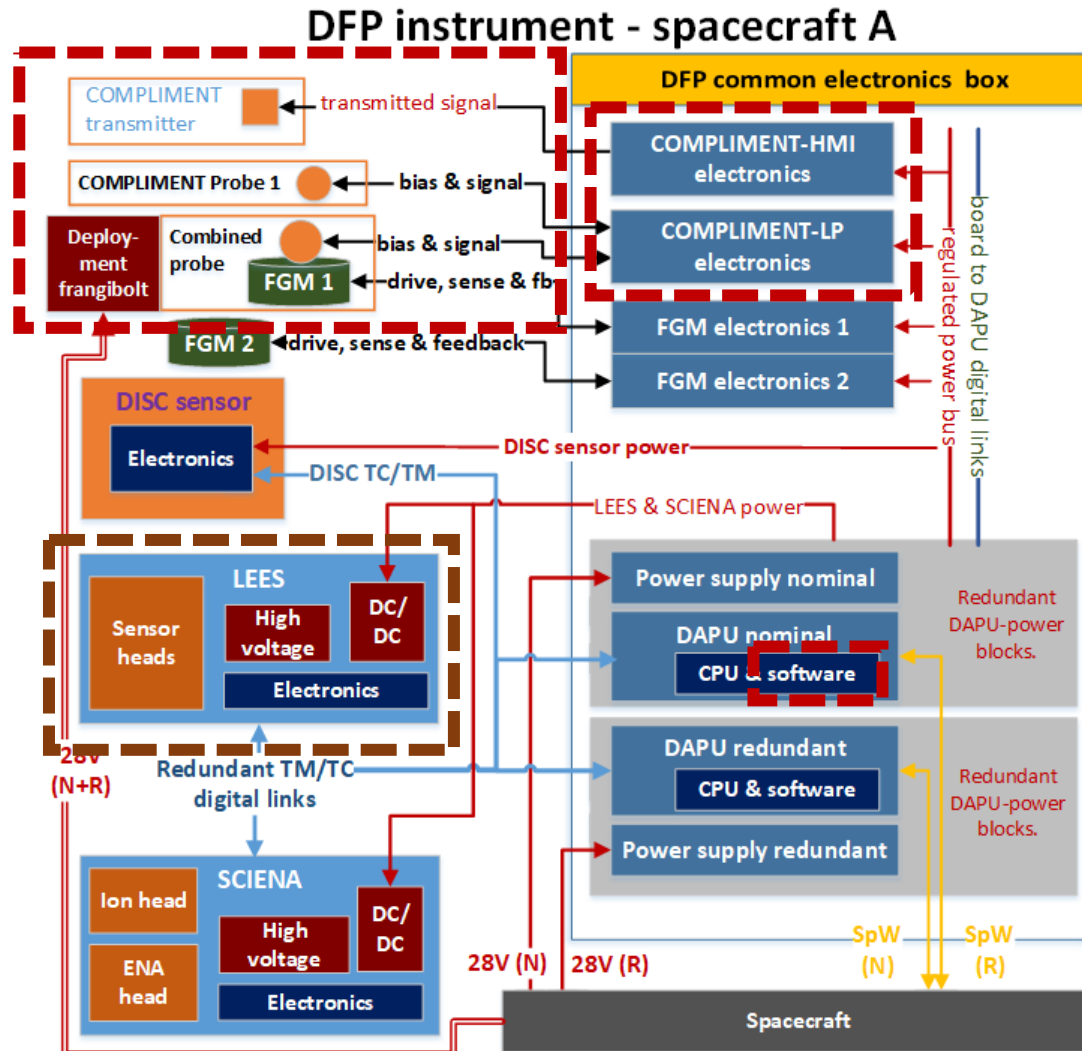 DFP instrument - spacecraft A
DFP common electronics box
COMPLIMENT
transmitter
transmitted signal
COMPLIMENT-HMI
electronics
COMPLIMENT Probe 1
bias & signal
COMPLIMENT-LP
electronics
Deploy-
ment
frangibolt
Combined
probe
bias & signal
FGM 1
drive, sense & fb
FGM electronics 1
FGM 2
drive, sense & feedback
FGM electronics 2
regulated power bus
board to DAPU digital links
DISC sensor
Electronics
DISC sensor power
DISC TC/TM
LEES & SCIENA power
LEES
Sensor
heads
High
voltage
DC/
DC
Electronics
Power supply nominal
DAPU nominal
CPU & software
Redundant
DAPU-power
blocks.
28V
(N+R)
Redundant TM/TC
digital links
DAPU redundant
CPU & software
Power supply redundant
Redundant
DAPU-power
blocks.
SCIENA
Ion head
ENA
head
High
voltage
DC/
DC
Electronics
28V (N)
28V (R)
SpW
(N)
SpW
(R)
Spacecraft